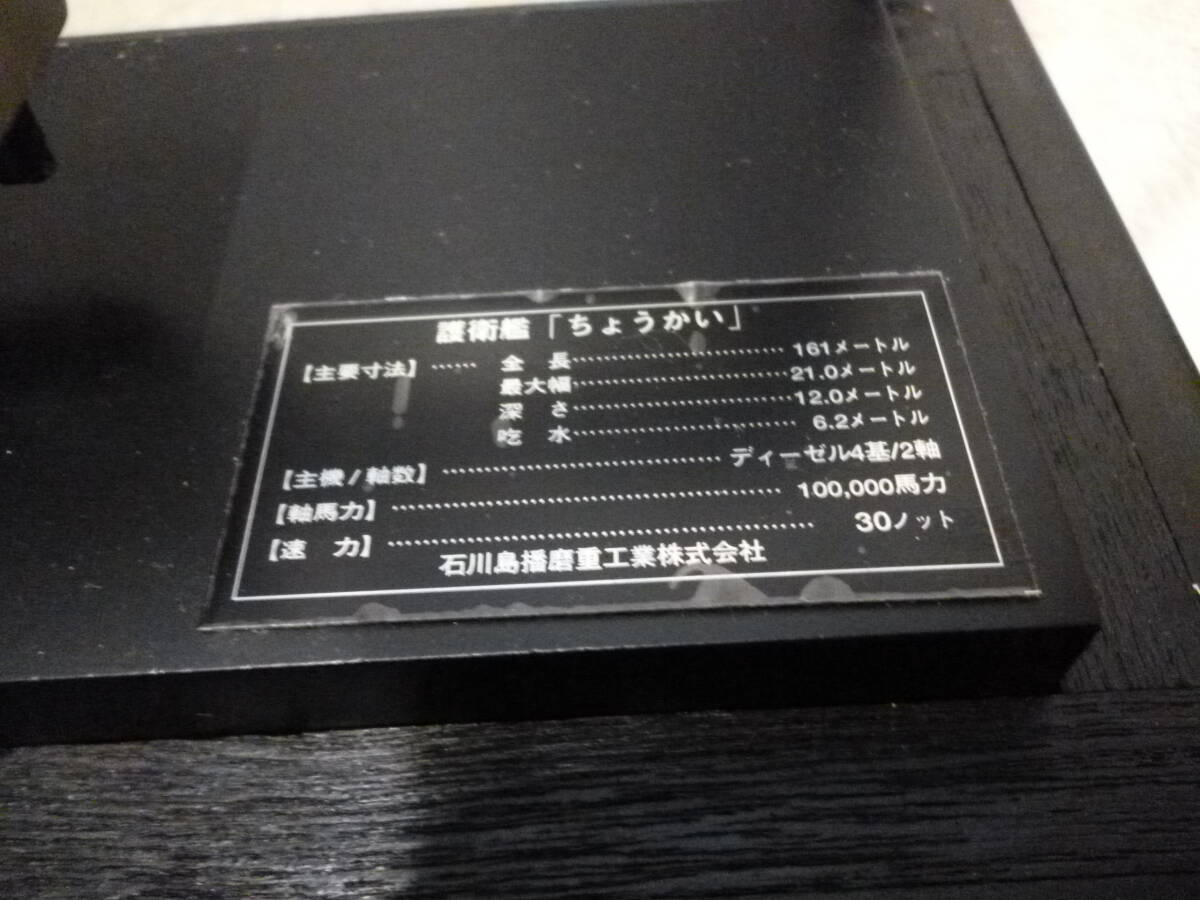 護衛艦「ちょうかい」
【主要寸法】…… 全 長……………………… 161メートル
最大幅……………………… 21.0メートル
深 さ……………………… 12.0メートル
吃 水……………………… 6.2メートル
【主機/軸数】……………………………… ディーゼル4基/2軸
【軸馬力】…………………………………… 100,000馬力
【速 力】……………………………………… 30ノット
石川島播磨重工業株式会社